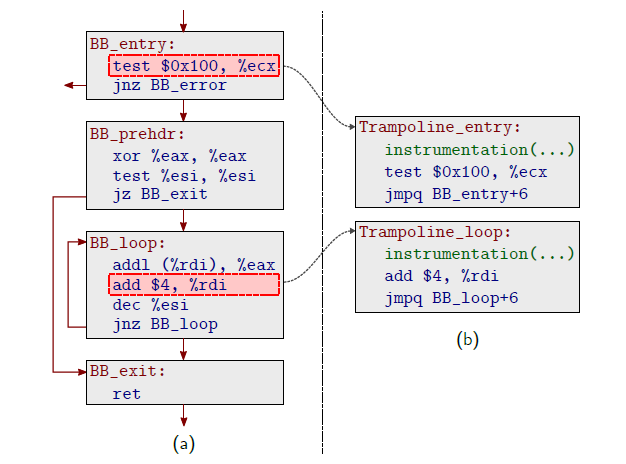 BB_entry:
test $0x100, %ecx
jnz BB_error
BB_prehdr:
xor %eax, %eax
test %esi, %esi
jz BB_exit
BB_loop:
addl (%rdi), %eax
add $4, %rdi
dec %esi
jnz BB_loop
BB_exit:
ret
(a)
Trampoline_entry:
instrumentation(...)
test $0x100, %ecx
jmpq BB_entry+6
Trampoline_loop:
instrumentation(...)
add $4, %rdi
jmpq BB_loop+6
(b)